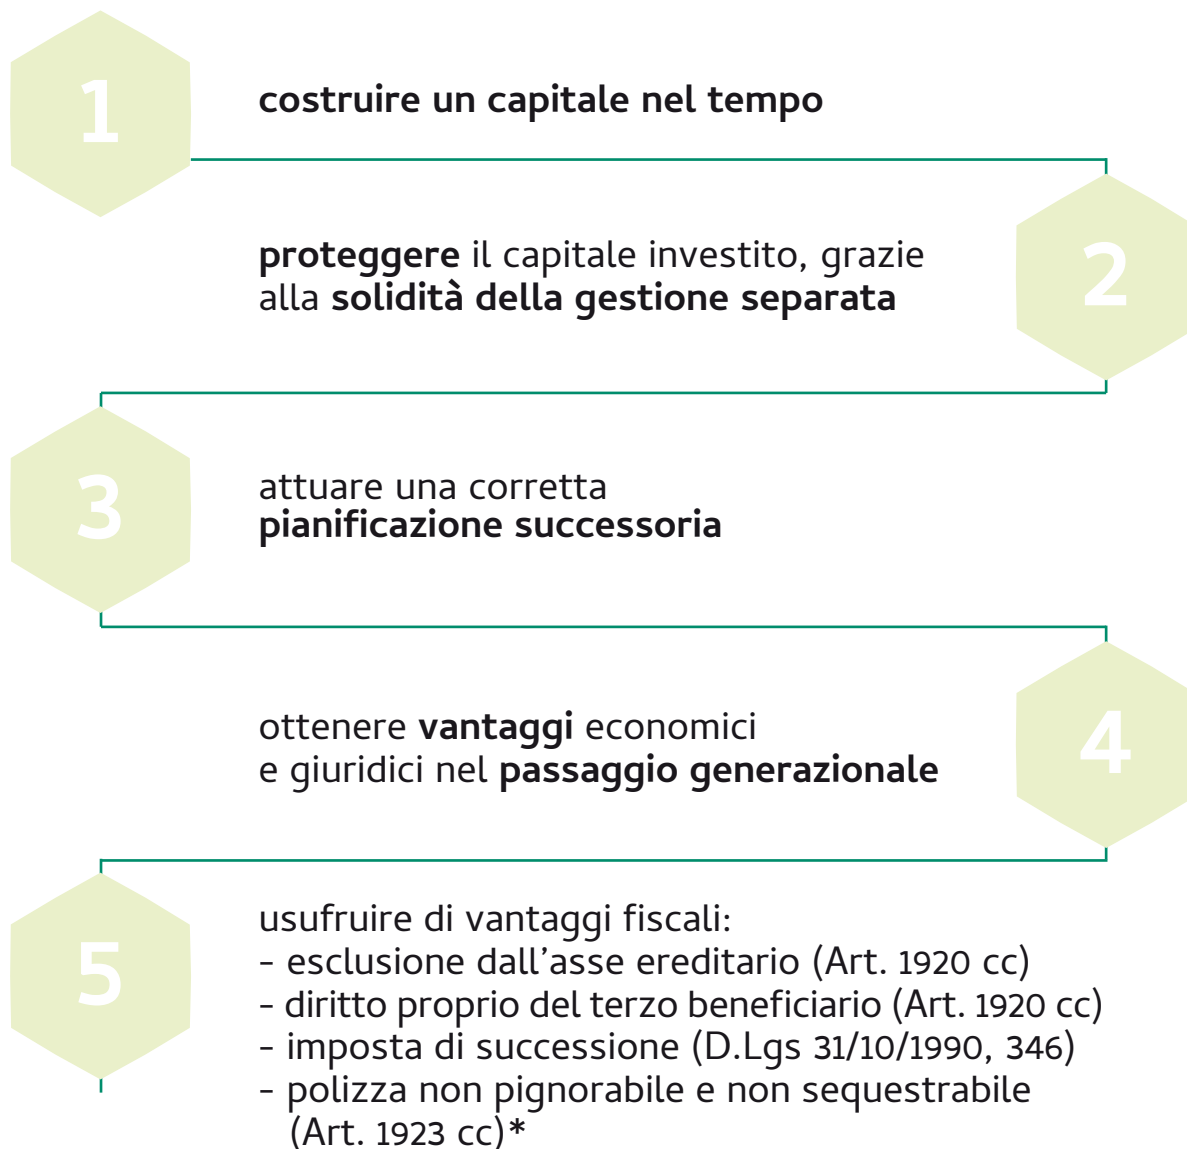 1
costruire un capitale nel tempo
proteggere il capitale investito, grazie
alla solidità della gestione separata
2
3
attuare una corretta
pianificazione successoria
ottenere vantaggi economici
e giuridici nel passaggio generazionale
4
5
usufruire di vantaggi fiscali:
- esclusione dall’asse ereditario (Art. 1920 cc)
- diritto proprio del terzo beneficiario (Art. 1920 cc)
- imposta di successione (D.Lgs 31/10/1990, 346)
- polizza non pignorabile e non sequestrabile
(Art. 1923 cc)*